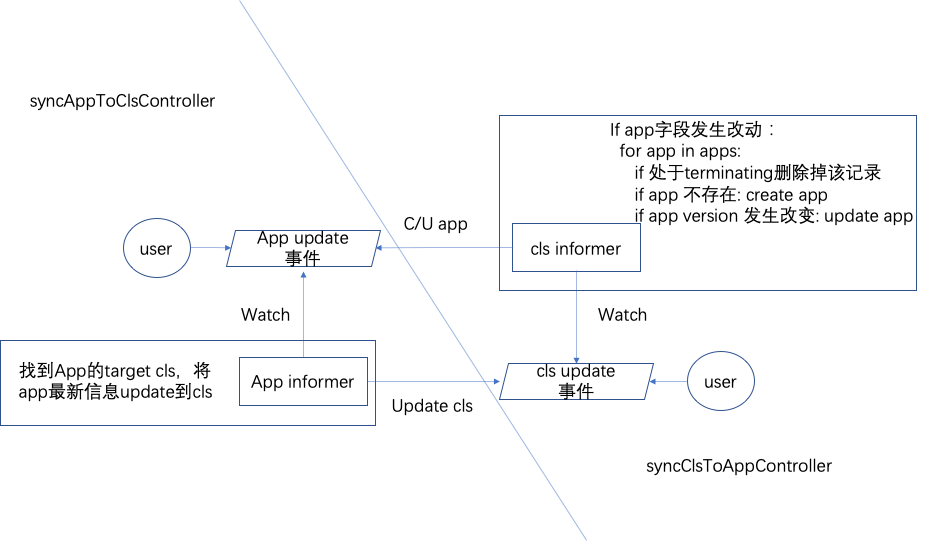 syncAppToClsController
If app字段发生改动：
for app in apps:
if 处于terminating删除掉该记录
if app 不存在: create app
if app version 发生改变: update app
C/U app
user
App update
事件
cls informer
Watch
Watch
找到App的target cls，将
app最新信息update到cls
App informer
Update cls
cls update
事件
user
syncClsToAppController